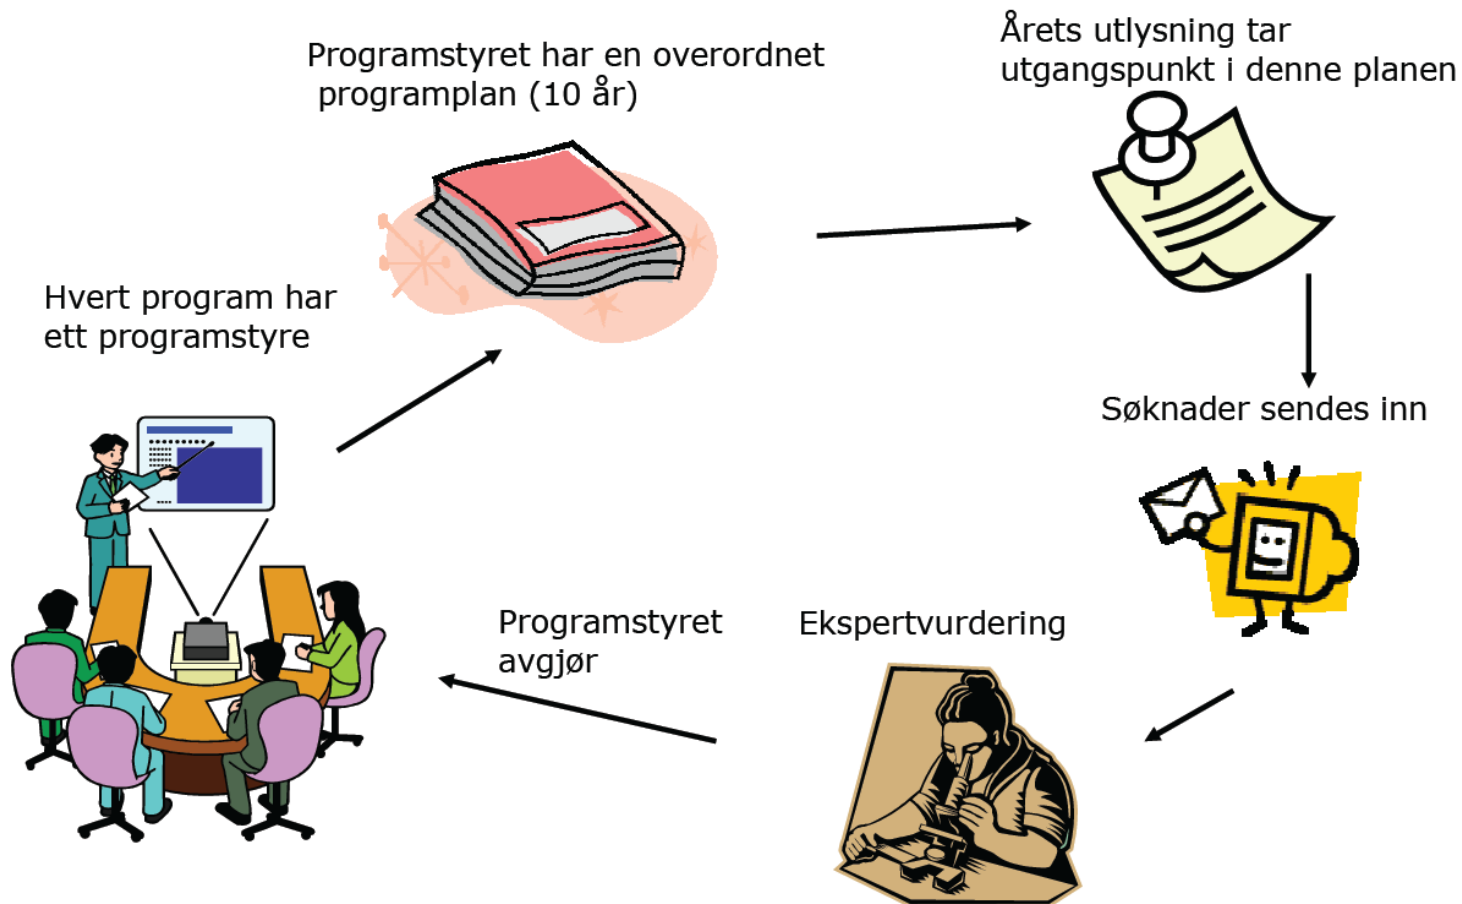 Programstyret har en overordnet
programplan (10 år)
Årets utlysning tar
utgangspunkt i denne planen
Hvert program har
ett programstyre
Søknader sendes inn
Ekspertvurdering
Programstyret
avgjør